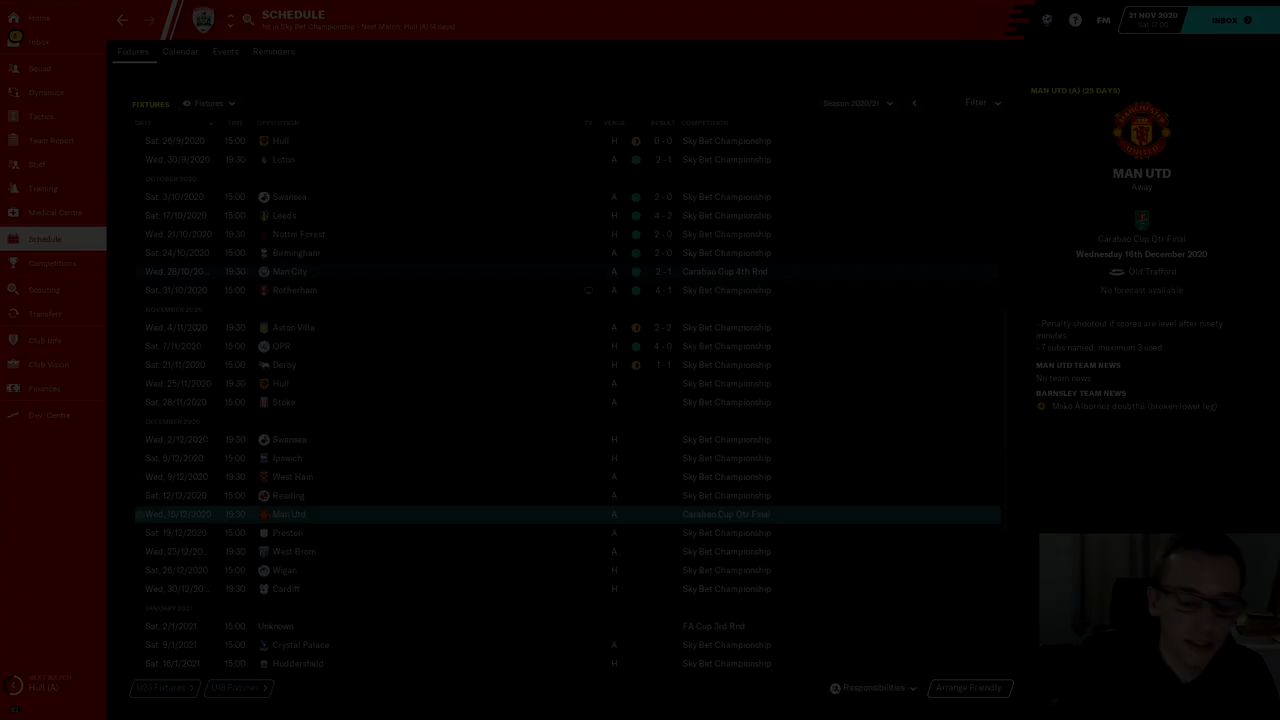 Home
Inbox
Squad
Dynamics
Tactics
Team Report
Staff
Training
Medical Centre
Schedule
Competitions
Scouting
Transfers
Club Info
Club Vision
Finances
Dev. Centre
NEXT MATCH
Hull (A)
SCHEDULE
1st in Sky Bet Championship - Next Match: Hull (A) (4 days)
FM
21 NOV 2020
Sat 17:00
INBOX
Fixtures Calendar Events Reminders
FIXTURES Fixtures Season 2020/21 Filter
DATE TIME OPPOSITION TV VENUE RESULT COMPETITION
Sat, 26/9/2020 15:00 Hull H 0 - 0 Sky Bet Championship
Wed, 30/9/2020 19:30 Luton A 2 - 1 Sky Bet Championship
OCTOBER 2020
Sat, 3/10/2020 15:00 Swansea A 2 - 0 Sky Bet Championship
Sat, 17/10/2020 15:00 Leeds H 4 - 2 Sky Bet Championship
Wed, 21/10/2020 19:30 Nottm Forest H 2 - 0 Sky Bet Championship
Sat, 24/10/2020 15:00 Birmingham A 2 - 0 Sky Bet Championship
Wed, 28/10/20... 19:30 Man City A 2 - 1 Carabao Cup 4th Rnd
Sat, 31/10/2020 15:00 Rotherham A 4 - 1 Sky Bet Championship
NOVEMBER 2020
Wed, 4/11/2020 19:30 Aston Villa A 2 - 2 Sky Bet Championship
Sat, 7/11/2020 15:00 QPR H 4 - 0 Sky Bet Championship
Sat, 21/11/2020 15:00 Derby H 1 - 1 Sky Bet Championship
Wed, 25/11/2020 19:30 Hull A Sky Bet Championship
Sat, 28/11/2020 15:00 Stoke A Sky Bet Championship
DECEMBER 2020
Wed, 2/12/2020 19:30 Swansea H Sky Bet Championship
Sat, 5/12/2020 15:00 Ipswich H Sky Bet Championship
Wed, 9/12/2020 19:30 West Ham A Sky Bet Championship
Sat, 12/12/2020 15:00 Reading A Sky Bet Championship
Wed, 16/12/2020 19:30 Man Utd A Carabao Cup Qtr Final
Sat, 19/12/2020 15:00 Preston A Sky Bet Championship
Wed, 23/12/20... 19:30 West Brom A Sky Bet Championship
Sat, 26/12/2020 15:00 Wigan H Sky Bet Championship
Wed, 30/12/20... 19:30 Cardiff H Sky Bet Championship
JANUARY 2021
Sat, 2/1/2021 15:00 Unknown FA Cup 3rd Rnd
Sat, 9/1/2021 15:00 Crystal Palace A Sky Bet Championship
Sat, 16/1/2021 15:00 Huddersfield H Sky Bet Championship
U23 Fixtures > U18 Fixtures > Responsibilities Arrange Friendly
MAN UTD (A) (25 DAYS)
MANCHESTER
UNITED
MAN UTD
Away
Carabao Cup Qtr Final
Wednesday 16th December 2020
Old Trafford
No forecast available
- Penalty shootout if scores are level after ninety
minutes
- 7 subs named, maximum 3 used
MAN UTD TEAM NEWS
No team news
BARNSLEY TEAM NEWS
Miiko Albornoz doubtful (broken lower leg)